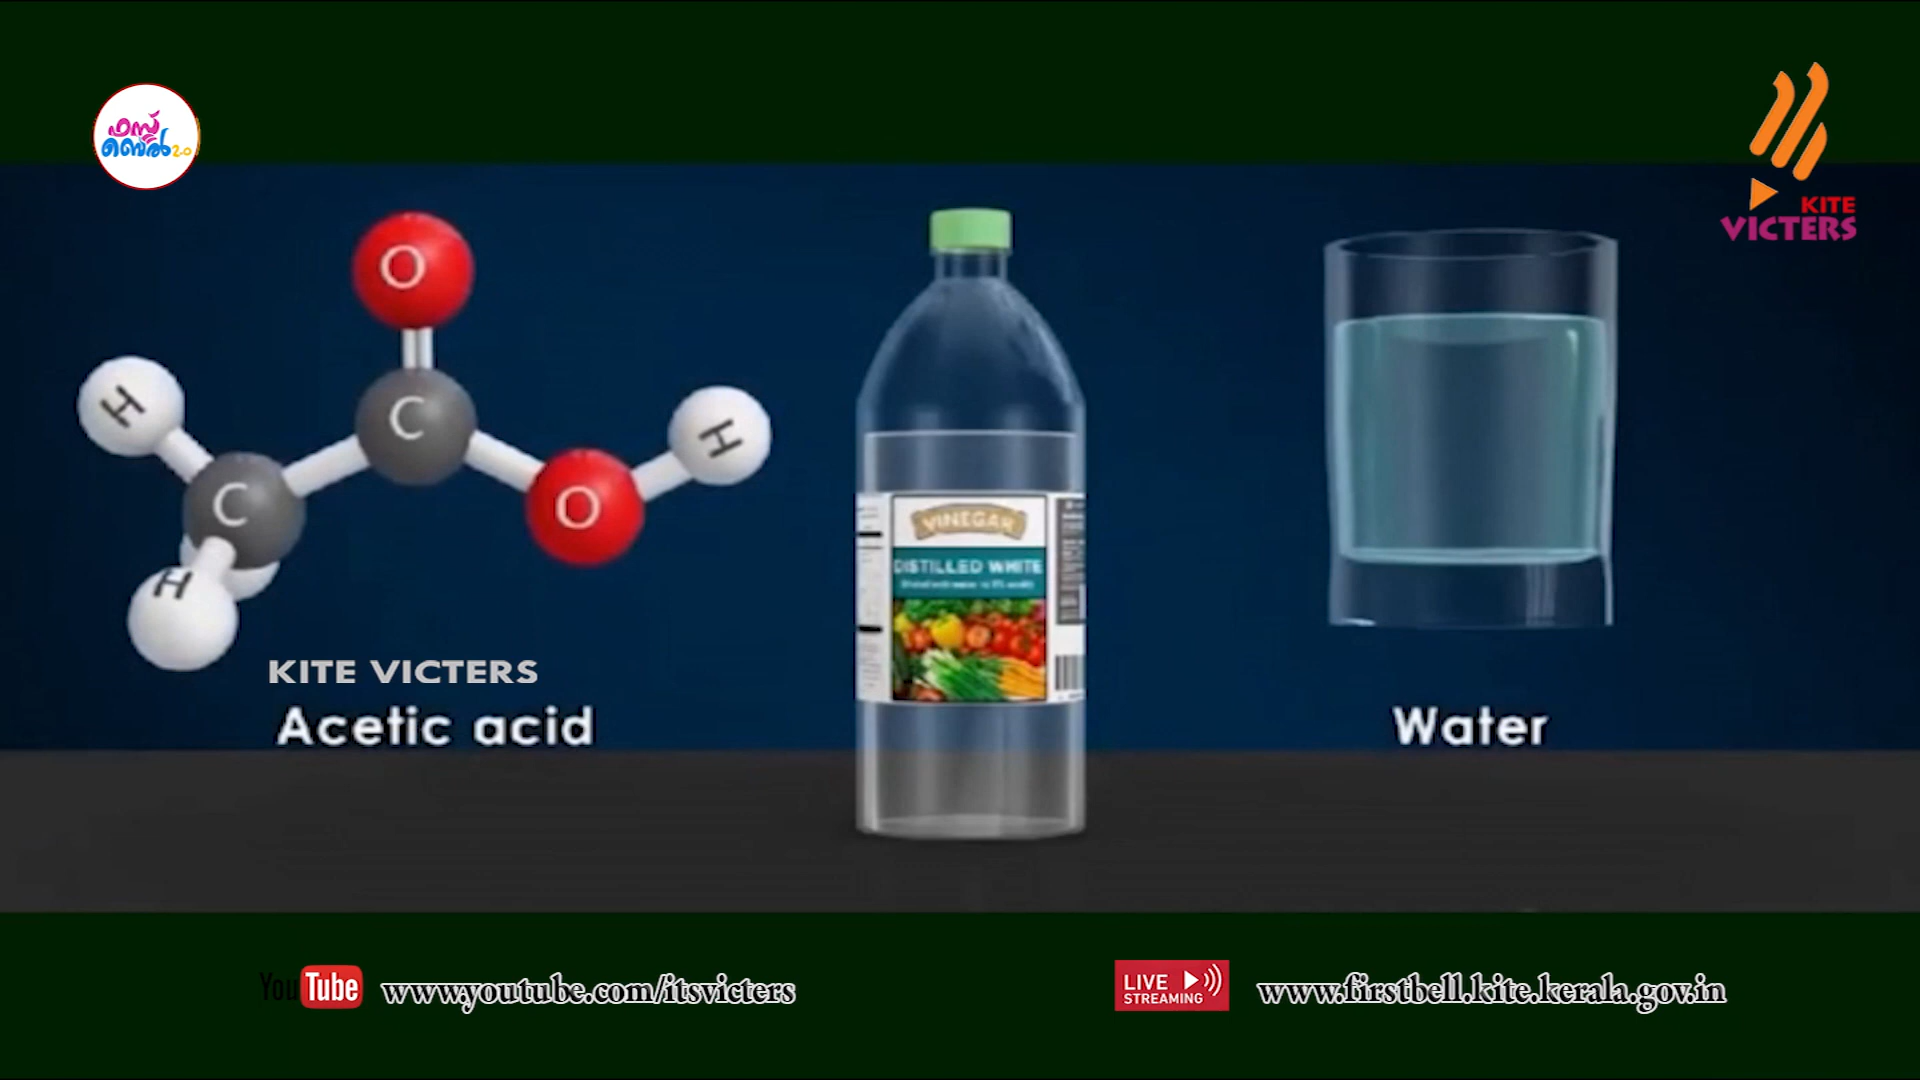 ഫസ്റ്റ്
ബെൽ 2.0
KITE
VICTERS
O
H
C
H
C
O
H
VINEGAR
DISTILLED WHITE
KITE VICTERS
Acetic acid
Water
YouTube www.youtube.com/itsvicters
LIVE
STREAMING
www.firstbell.kite.kerala.gov.in